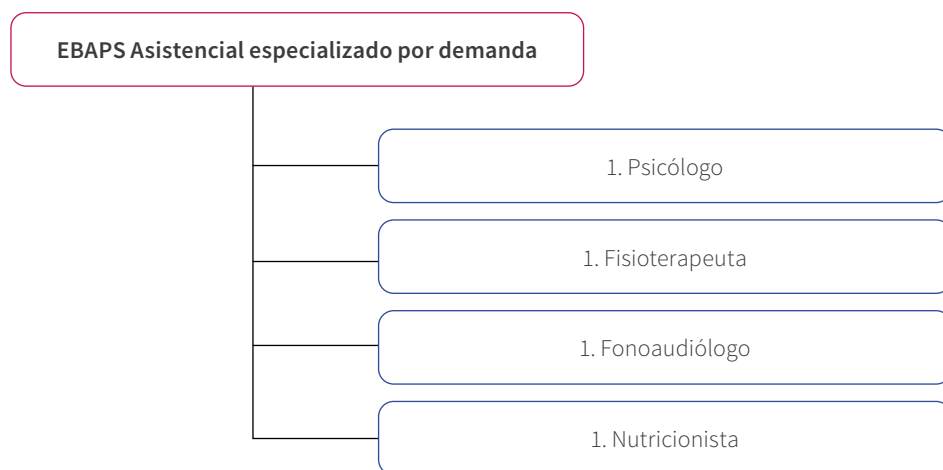 EBAPS Asistencial especializado por demanda
1. Psicólogo
1. Fisioterapeuta
1. Fonoaudiólogo
1. Nutricionista